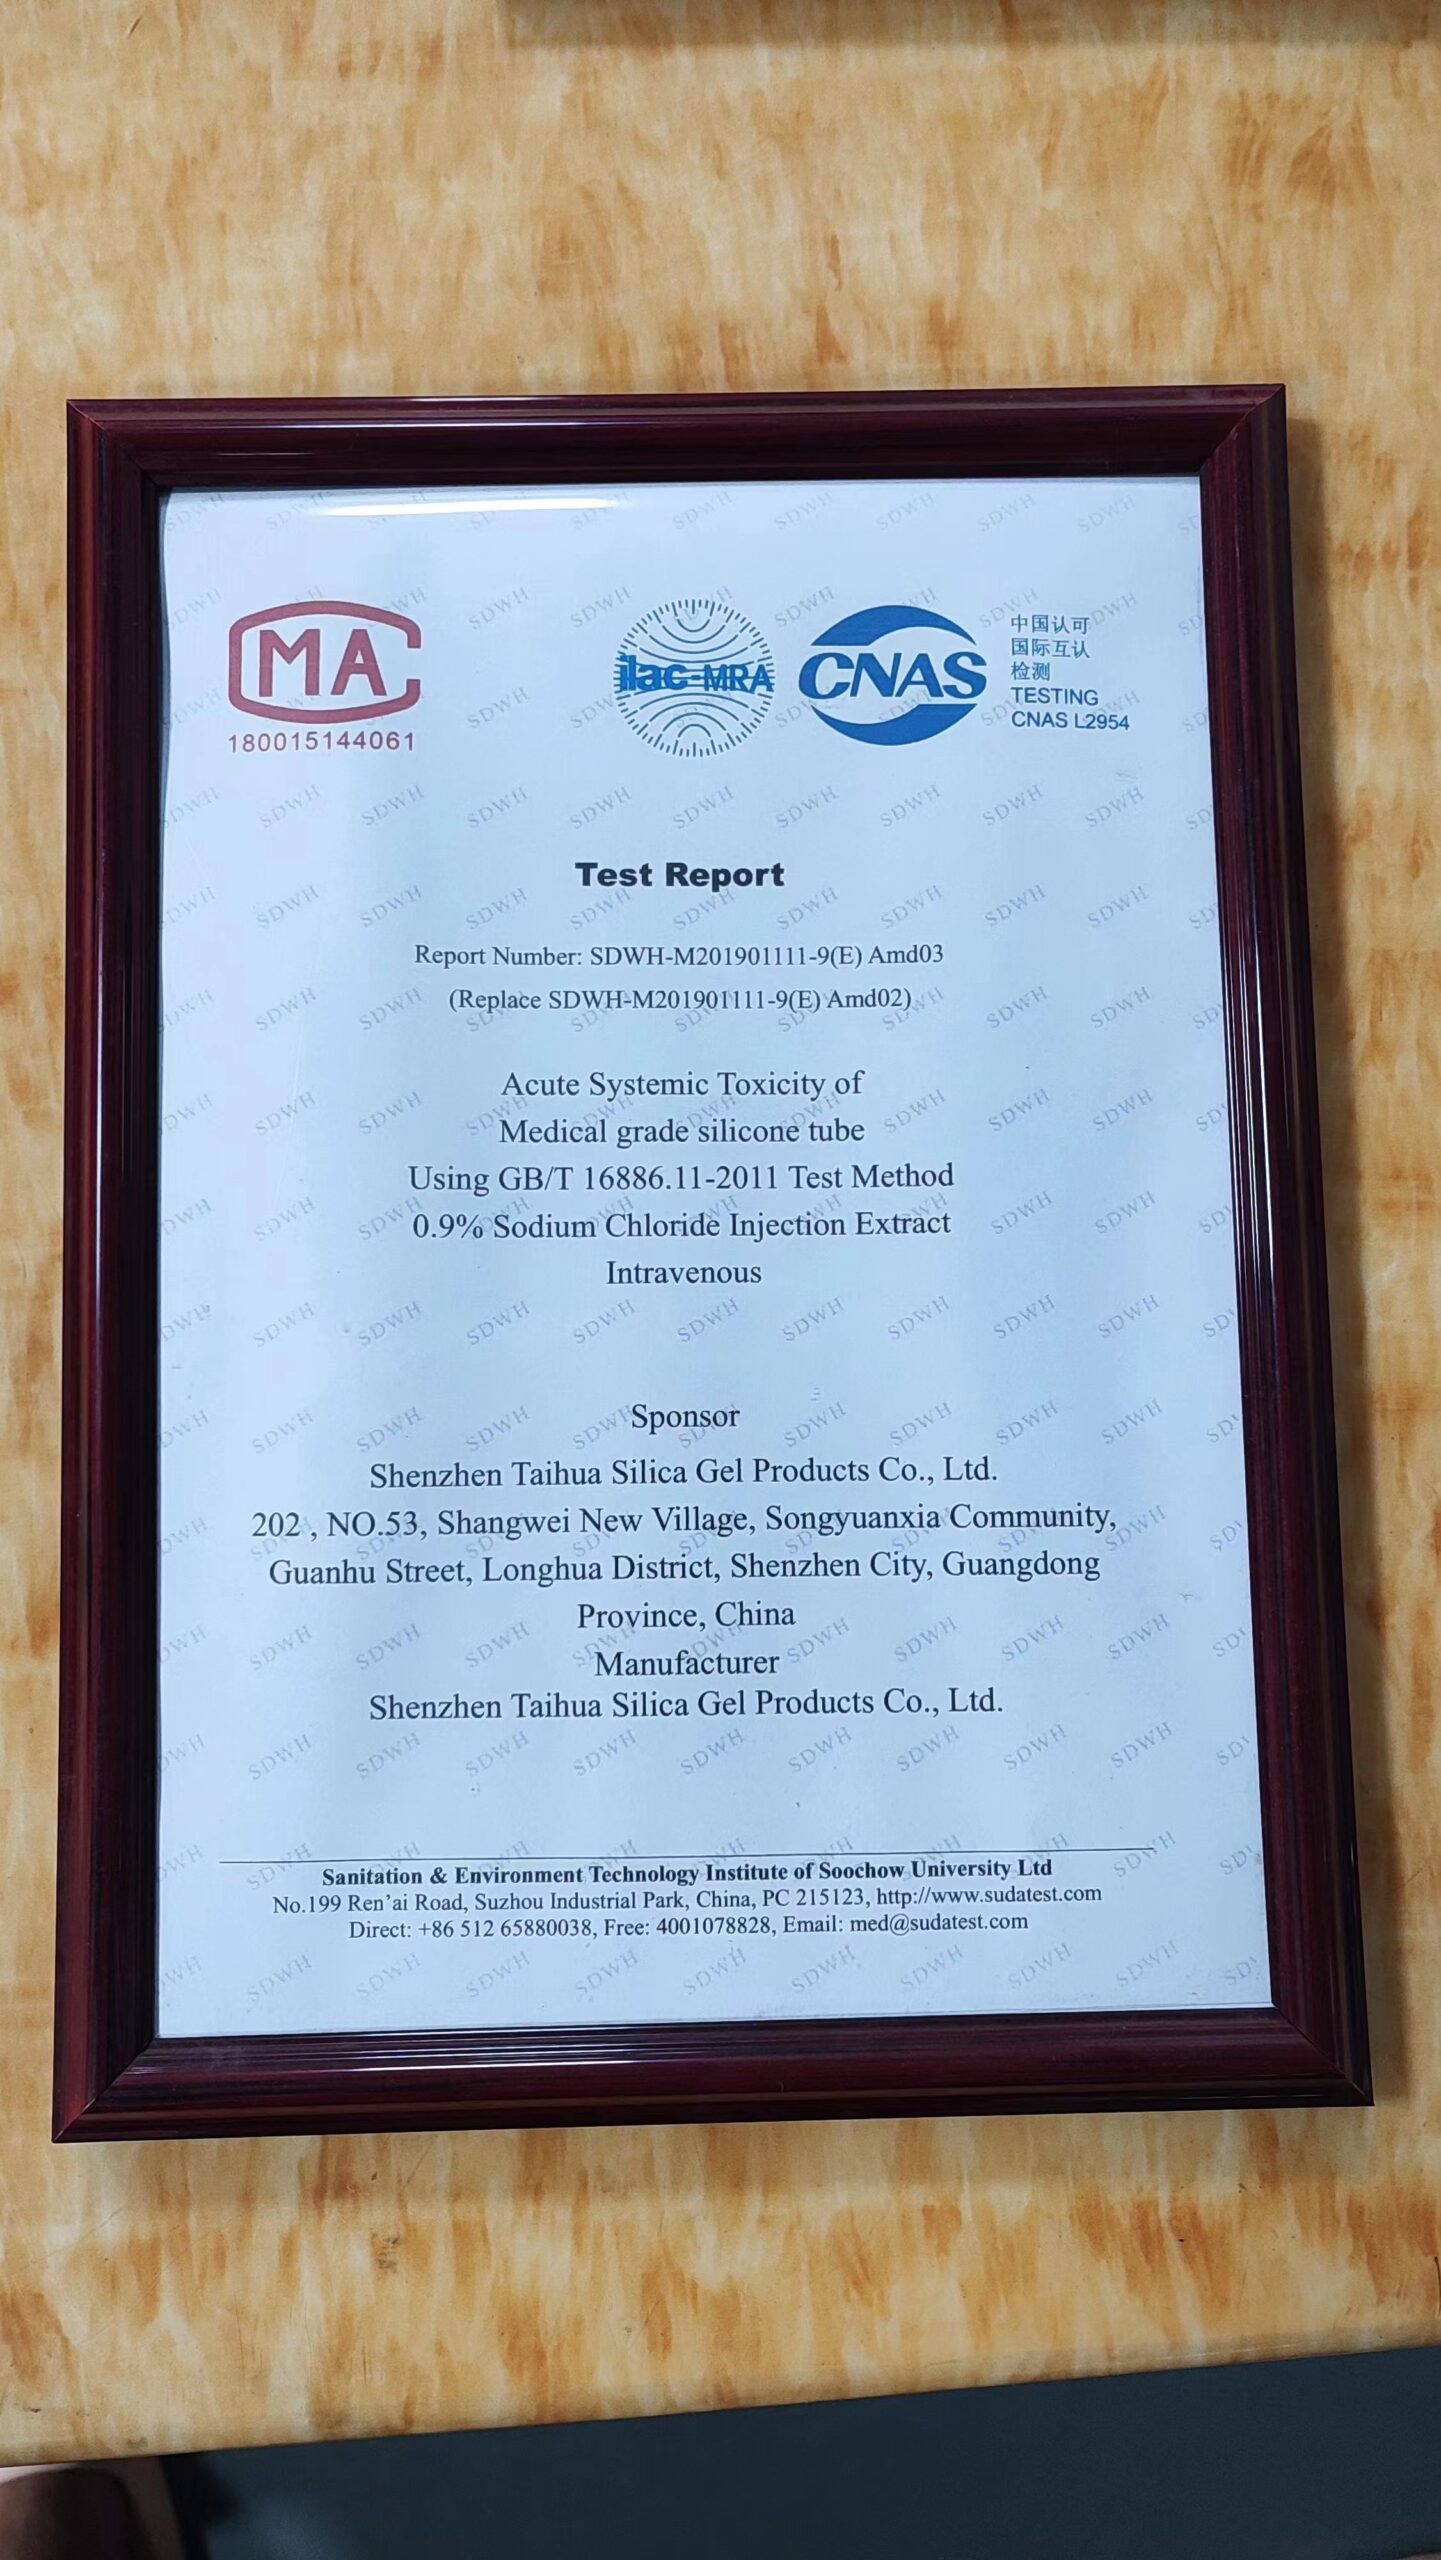 MA
180015144061
ilac-MRA
CNAS
中国认可
国际互认
检测
TESTING
CNAS L2954
Test Report
Report Number: SDWH-M201901111-9(E) Amd03
(Replace SDWH-M201901111-9(E) Amd02)
Acute Systemic Toxicity of
Medical grade silicone tube
Using GB/T 16886.11-2011 Test Method
0.9% Sodium Chloride Injection Extract
Intravenous
Sponsor
Shenzhen Taihua Silica Gel Products Co., Ltd.
202 , NO.53, Shangwei New Village, Songyuanxia Community,
Guanhu Street, Longhua District, Shenzhen City, Guangdong
Province, China
Manufacturer
Shenzhen Taihua Silica Gel Products Co., Ltd.
Sanitation & Environment Technology Institute of Soochow University Ltd
No.199 Ren’ai Road, Suzhou Industrial Park, China, PC 215123, http://www.sudatest.com
Direct: +86 512 65880038, Free: 4001078828, Email: med@sudatest.com
SDWH